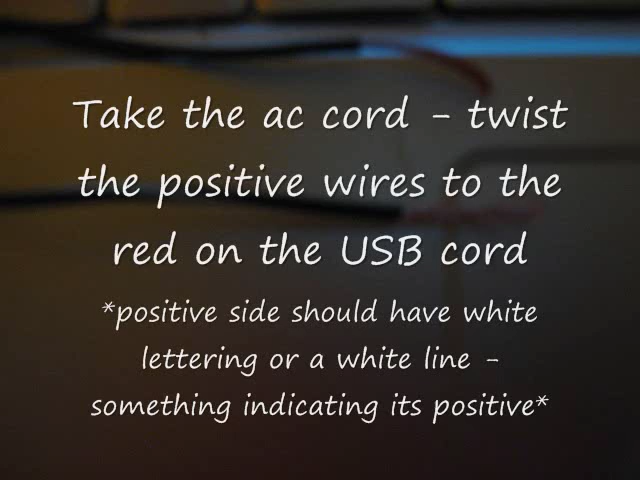 Take the ac cord - twist
the positive wires to the
red on the USB cord
*positive side should have white
lettering or a white line -
something indicating its positive*